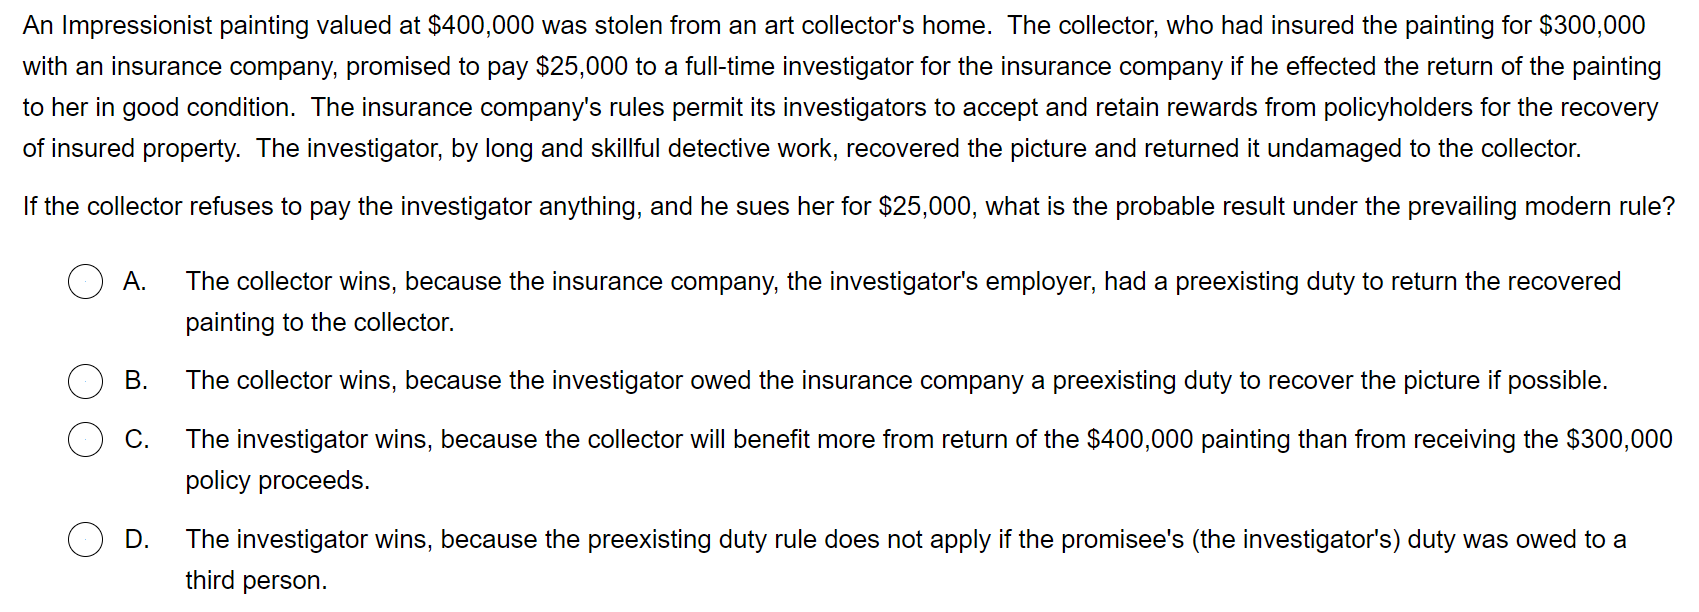 An Impressionist painting valued at $400,000 was stolen from an art collector's home.  The collector, who had insured the painting for $300,000
with an insurance company, promised to pay $25,000 to a full-time investigator for the insurance company if he effected the return of the painting
to her in good condition.  The insurance company's rules permit its investigators to accept and retain rewards from policyholders for the recovery
of insured property.  The investigator, by long and skillful detective work, recovered the picture and returned it undamaged to the collector.
If the collector refuses to pay the investigator anything, and he sues her for $25,000, what is the probable result under the prevailing modern rule?
A. The collector wins, because the insurance company, the investigator's employer, had a preexisting duty to return the recovered
painting to the collector.
B. The collector wins, because the investigator owed the insurance company a preexisting duty to recover the picture if possible.
C. The investigator wins, because the collector will benefit more from return of the $400,000 painting than from receiving the $300,000
policy proceeds.
D. The investigator wins, because the preexisting duty rule does not apply if the promisee's (the investigator's) duty was owed to a
third person.